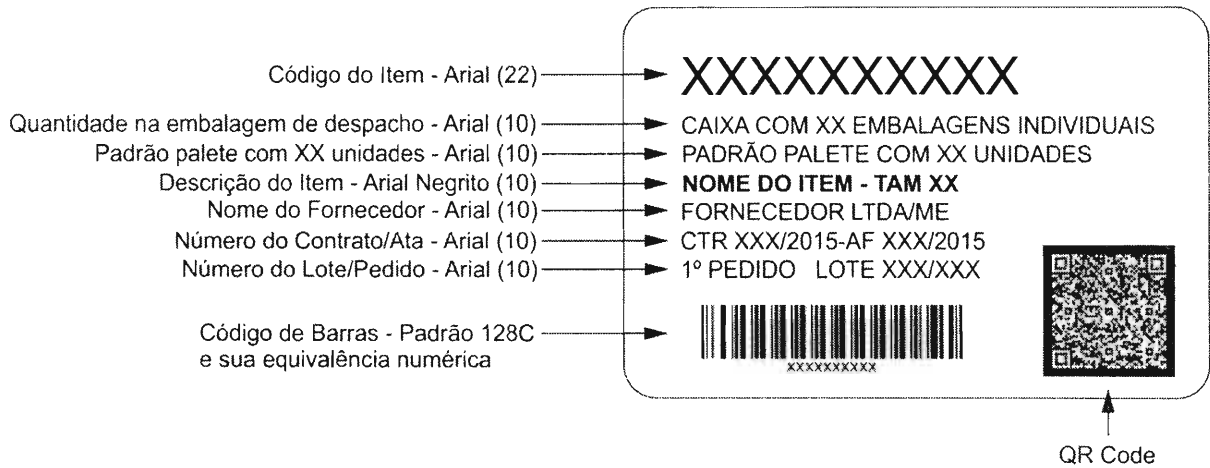 Código do Item - Arial (22) XXXXXXXXXX
Quantidade na embalagem de despacho - Arial (10) CAIXA COM XX EMBALAGENS INDIVIDUAIS
Padrão palete com XX unidades - Arial (10) PADRÃO PALETE COM XX UNIDADES
Descrição do Item - Arial Negrito (10) NOME DO ITEM - TAM XX
Nome do Fornecedor - Arial (10) FORNECEDOR LTDA/ME
Número do Contrato/Ata - Arial (10) CTR XXX/2015-AF XXX/2015
Número do Lote/Pedido - Arial (10) 1º PEDIDO LOTE XXX/XXX
Código de Barras - Padrão 128C
e sua equivalência numérica
XXXXXXXXXX
QR Code